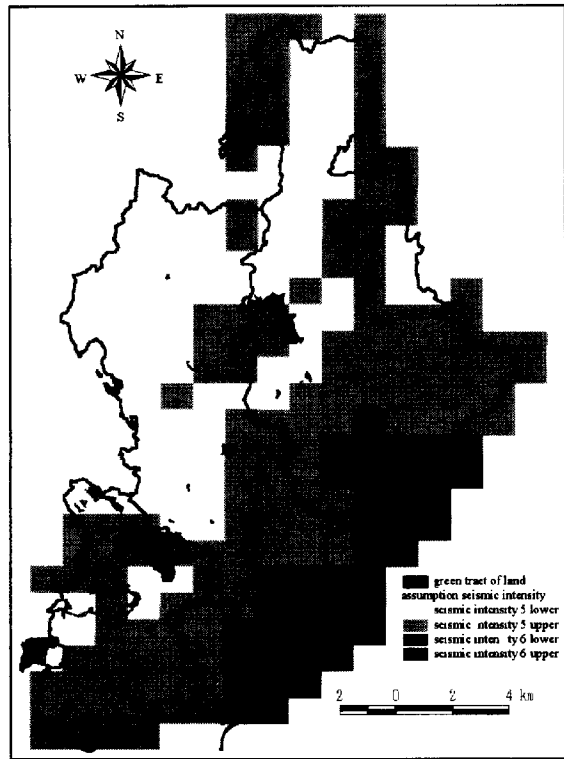 N
W E
S
green tract of land
assumption seismic intensity
seismic intensity 5 lower
seismic intensity 5 upper
seismic inten ty 6 lower
seismic intensity 6 upper
2 0 2 4 km